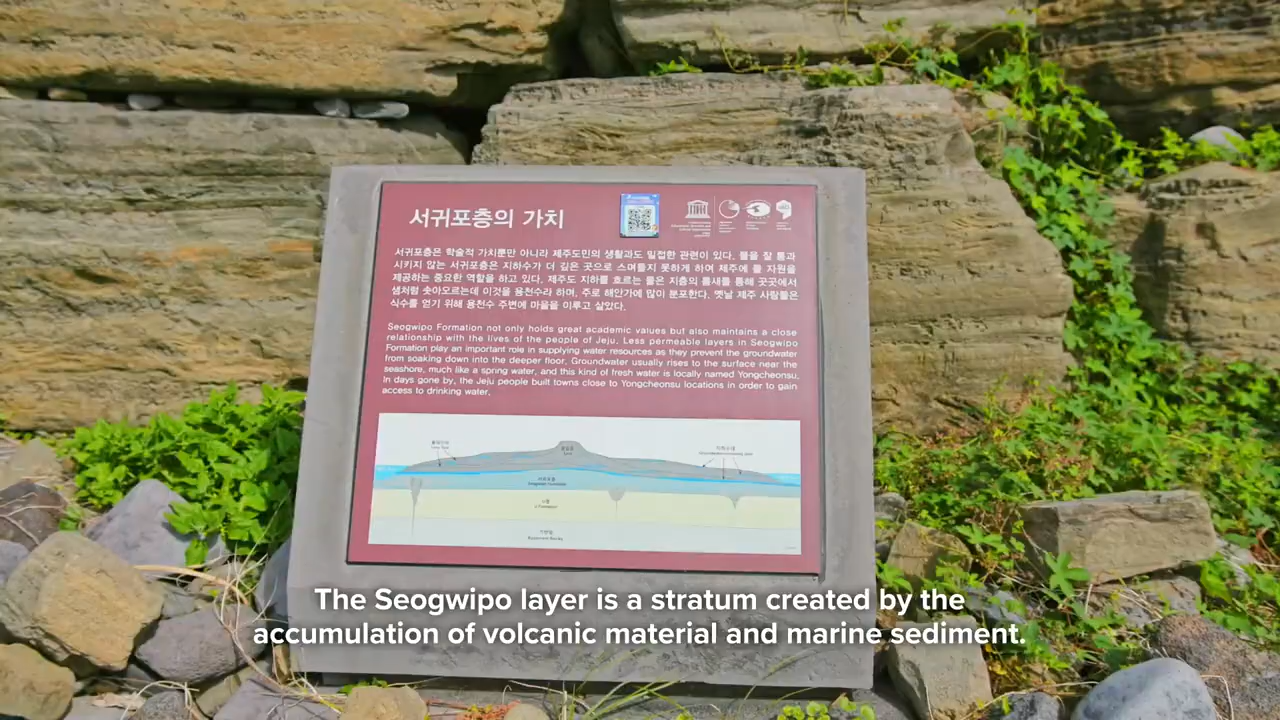 서귀포층의 가치
서귀포층은 학술적 가치뿐만 아니라 제주도민의 생활과도 밀접한 관련이 있다. 물을 잘 통과
시키지 않는 서귀포층은 지하수가 더 깊은 곳으로 스며들지 못하게 하여 제주에 물 자원을
제공하는 중요한 역할을 하고 있다. 제주도 지하를 흐르는 물은 지층의 틈새를 통해 곳곳에서
샘처럼 솟아오르는데 이것을 용천수라 하며, 주로 해안가에 많이 분포한다. 옛날 제주 사람들은
식수를 얻기 위해 용천수 주변에 마을을 이루고 살았다.
Seogwipo Formation not only holds great academic values but also maintains a close
relationship with the lives of the people of Jeju. Less permeable layers in Seogwipo
Formation play an important role in supplying water resources as they prevent the groundwater
from soaking down into the deeper floor. Groundwater usually rises to the surface near the
seashore, much like a spring water, and this kind of fresh water is locally named Yongcheonsu.
In days gone by, the Jeju people built towns close to Yongcheonsu locations in order to gain
access to drinking water.
서귀포층
Seogwipo Formation
U층
U Formation
기반암
Basement Rocks
The Seogwipo layer is a stratum created by the
accumulation of volcanic material and marine sediment.